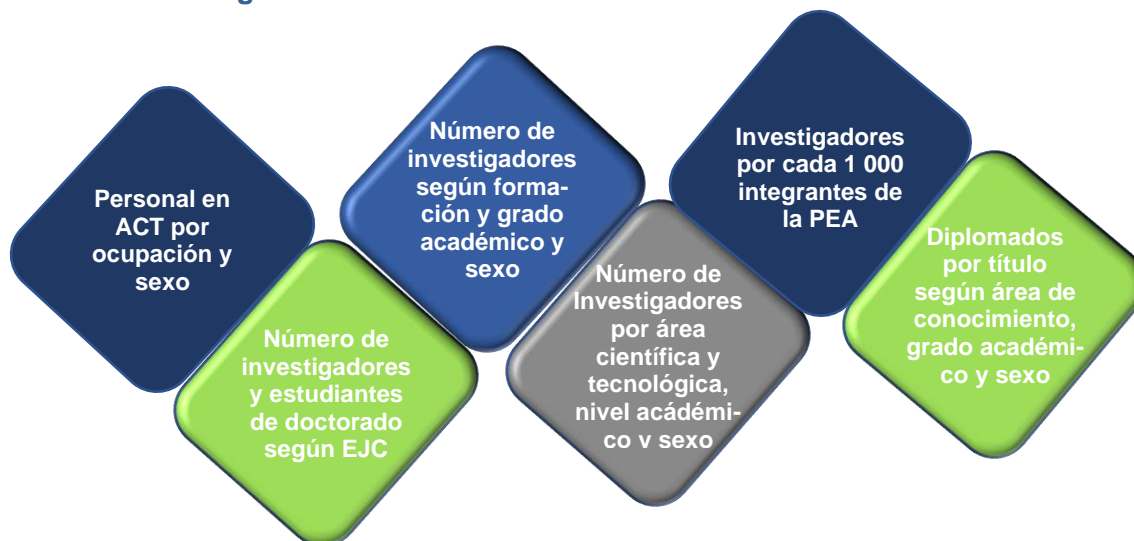 Personal en
ACT por
ocupación y
sexo
Número de
investigadores
y estudiantes
de doctorado
según EJC
Número de
investigadores
según forma-
ción y grado
académico y
sexo
Número de
Investigadores
por área
científica y
tecnológica,
nivel acádémi-
co y sexo
Investigadores
por cada 1 000
integrantes de
la PEA
Diplomados
por título
según área de
conocimiento,
grado académi-
co y sexo